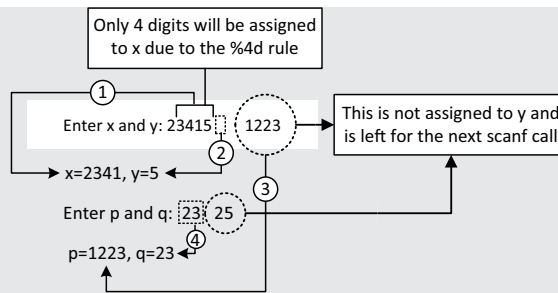 Only 4 digits will be assigned
to x due to the %4d rule
1
Enter x and y: 23415 1223
This is not assigned to y and
is left for the next scanf call
2
x=2341, y=5
3
Enter p and q: 23 25
4
p=1223, q=23